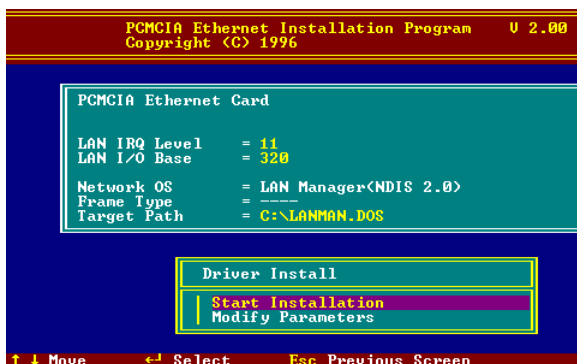 PCMCIA Ethernet Installation Program V 2.00
Copyright (C) 1996
PCMCIA Ethernet Card
LAN IRQ Level = 11
LAN I/O Base = 320
Network OS = LAN Manager(NDIS 2.0)
Frame Type = ----
Target Path = C:\LANMAN.DOS
Driver Install
Start Installation
Modify Parameters
↑ ↓ Move ↵ Select Esc Previous Screen